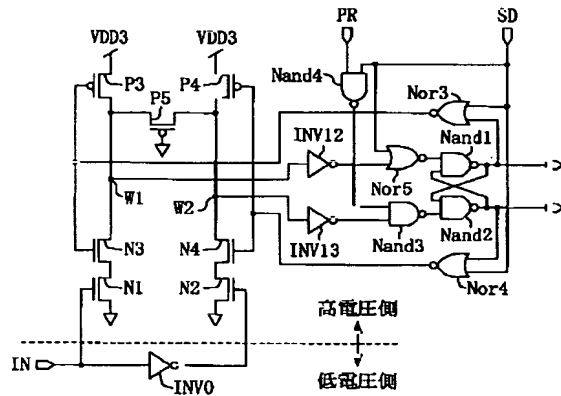 PR
SD
VDD3
VDD3
P3
P4
Nand4
Nor3
P5
Nand1
INV12
W1
Nor5
W2
INV13
Nand3
Nand2
N3
N4
Nor4
N1
N2
高電圧側
IN
INV0
低電圧側